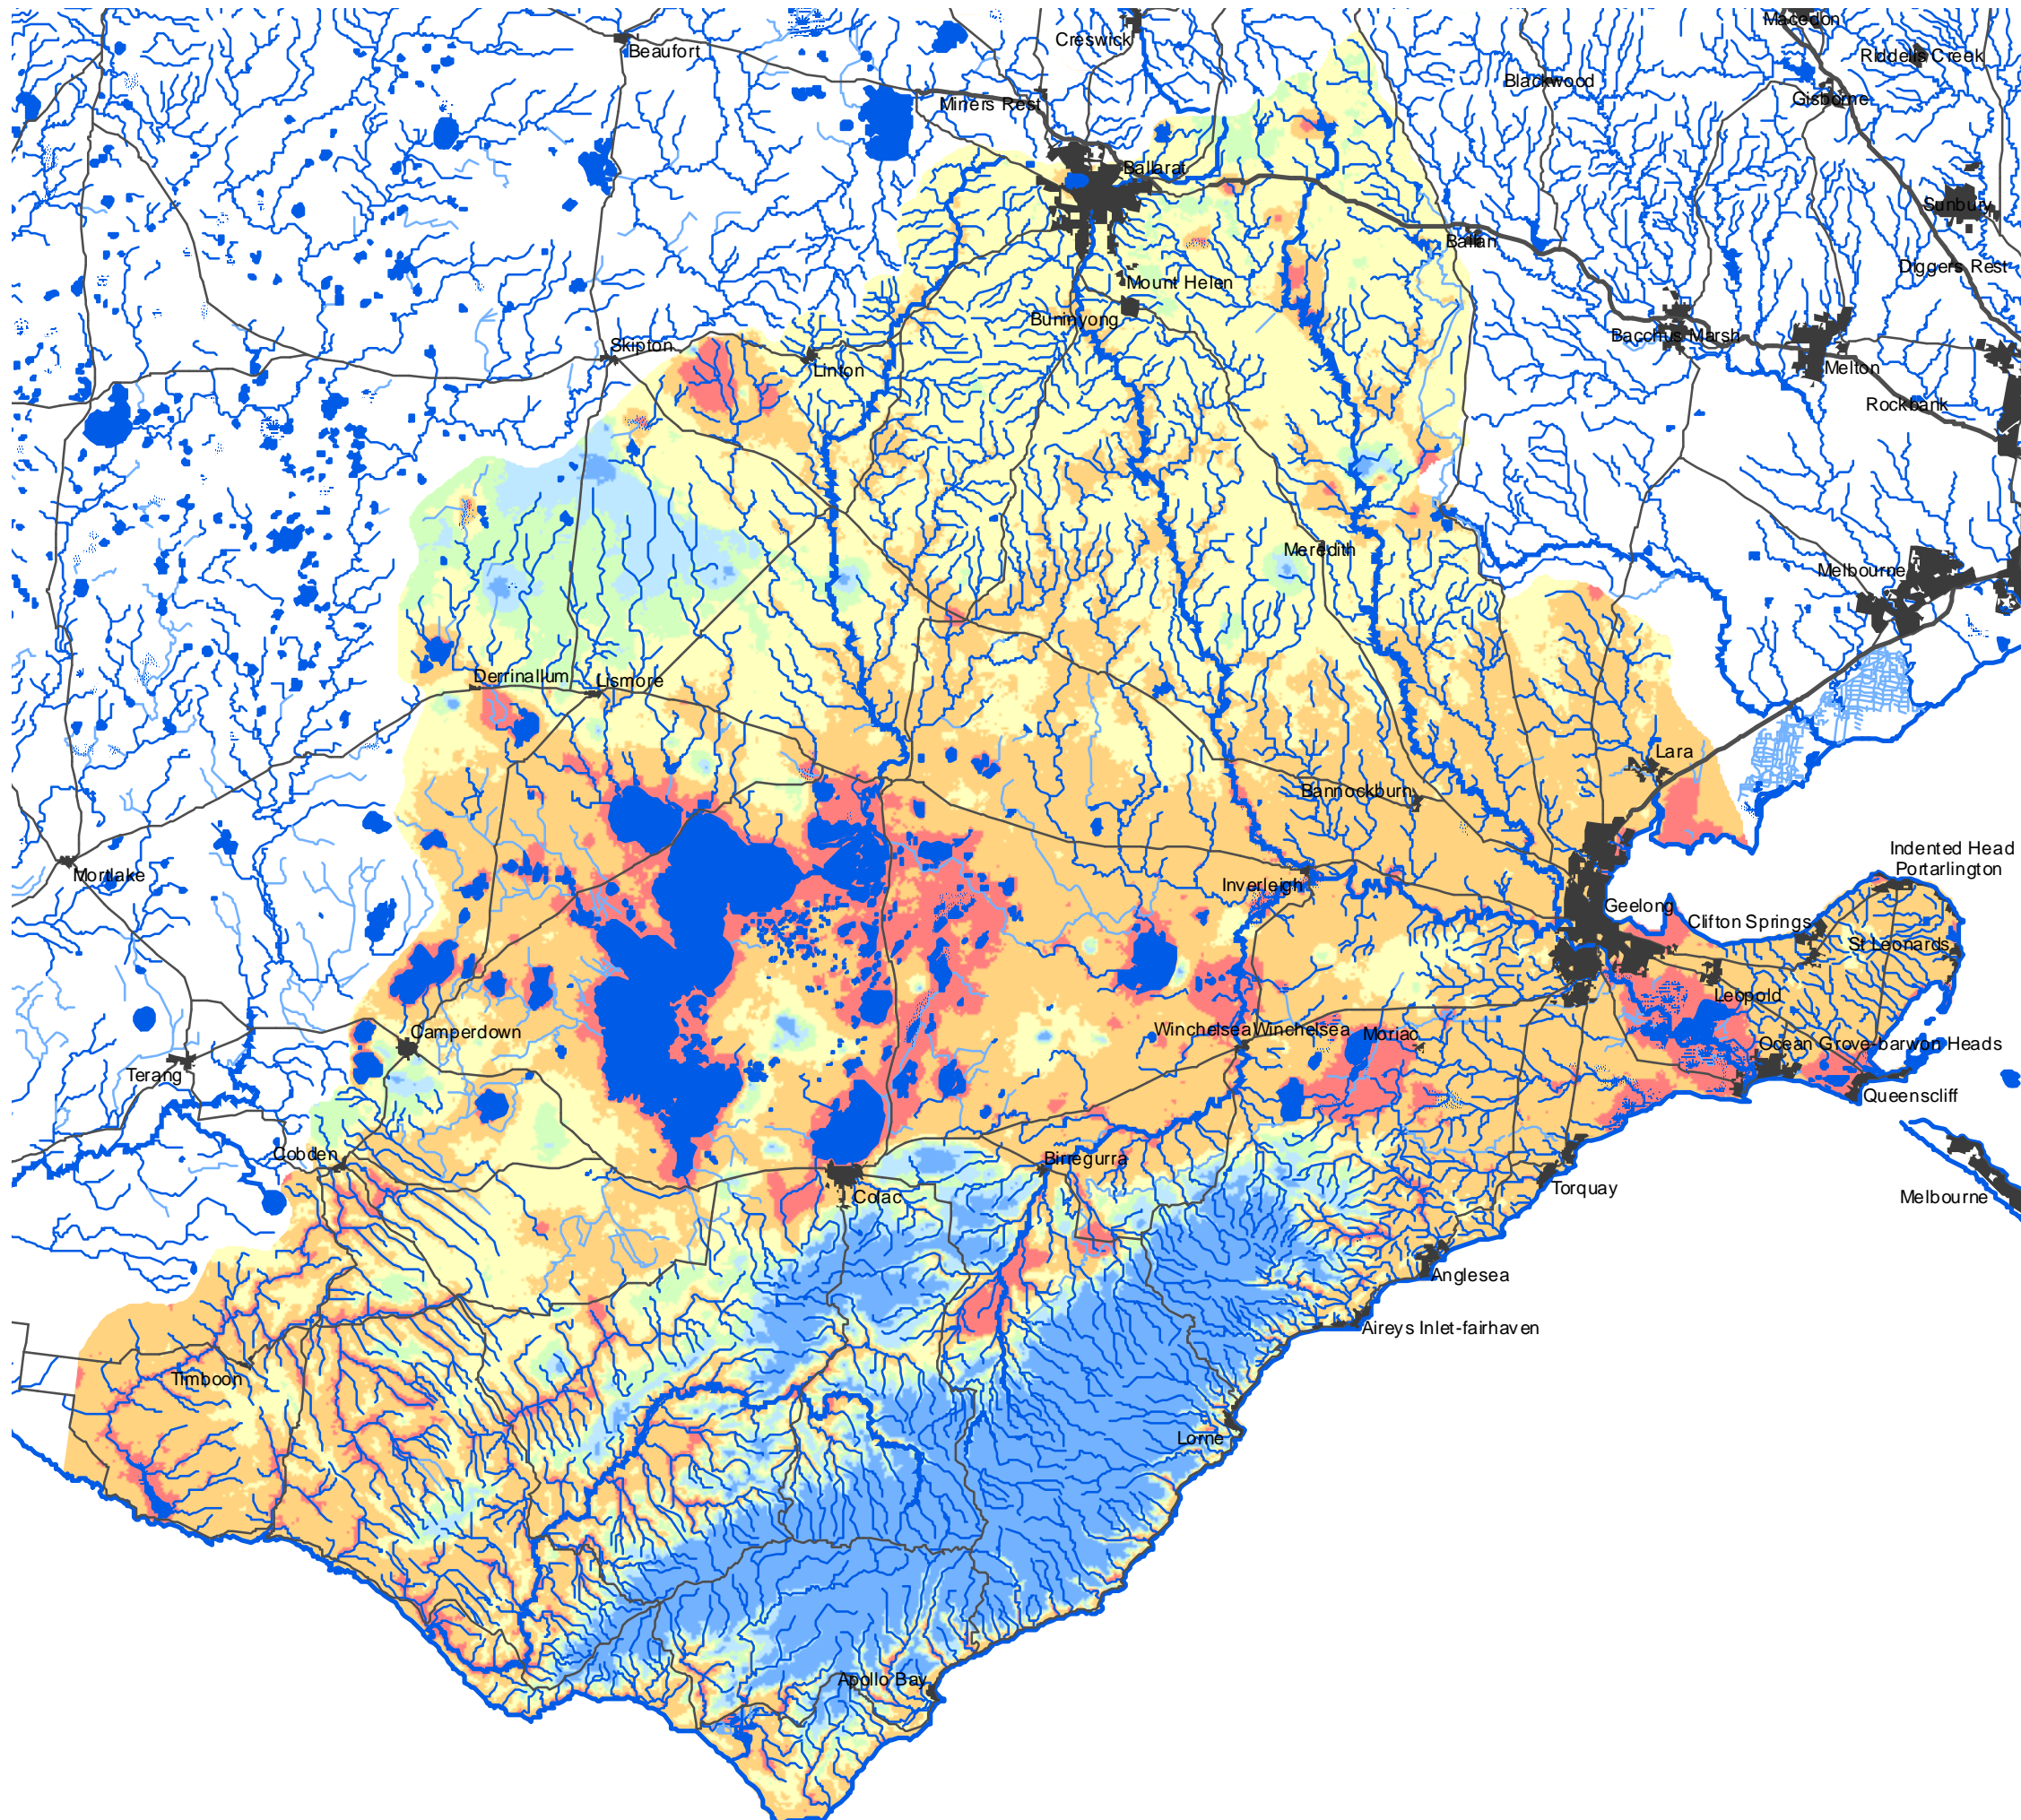 Macedon
Creswick
Beaufort
Riddells Creek
Blackwood
Gisborne
Miners Rest
Ballarat
Sunbury
Ballan
Diggers Rest
Mount Helen
Buninyong
Bacchus Marsh
Skipton
Linton
Melton
Rockbank
Meredith
Melbourne
Derrinallum
Lismore
Lara
Bannockburn
Indented Head
Portarlington
Mortlake
Inverleigh
Geelong
Clifton Springs
St Leonards
Leopold
Camperdown
Winchelsea
Winchelsea
Moriac
Ocean Grove-barwon Heads
Terang
Queenscliff
Cobden
Birregurra
Colac
Torquay
Melbourne
Anglesea
Aireys Inlet-fairhaven
Timboon
Lorne
Apollo Bay